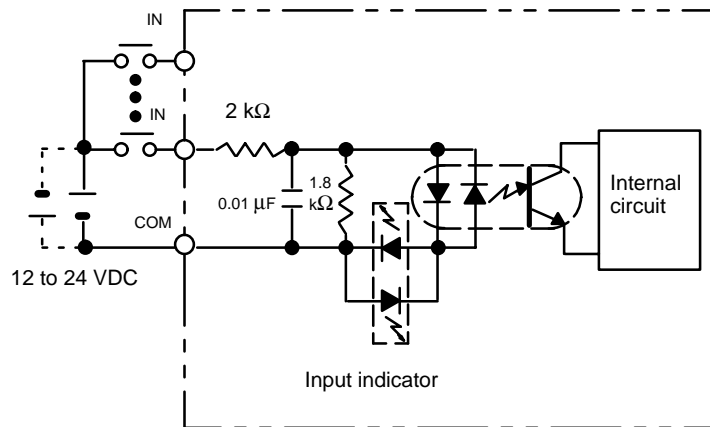 IN
IN
2 kΩ
0.01 μF
1.8
kΩ
COM
12 to 24 VDC
Internal
circuit
Input indicator